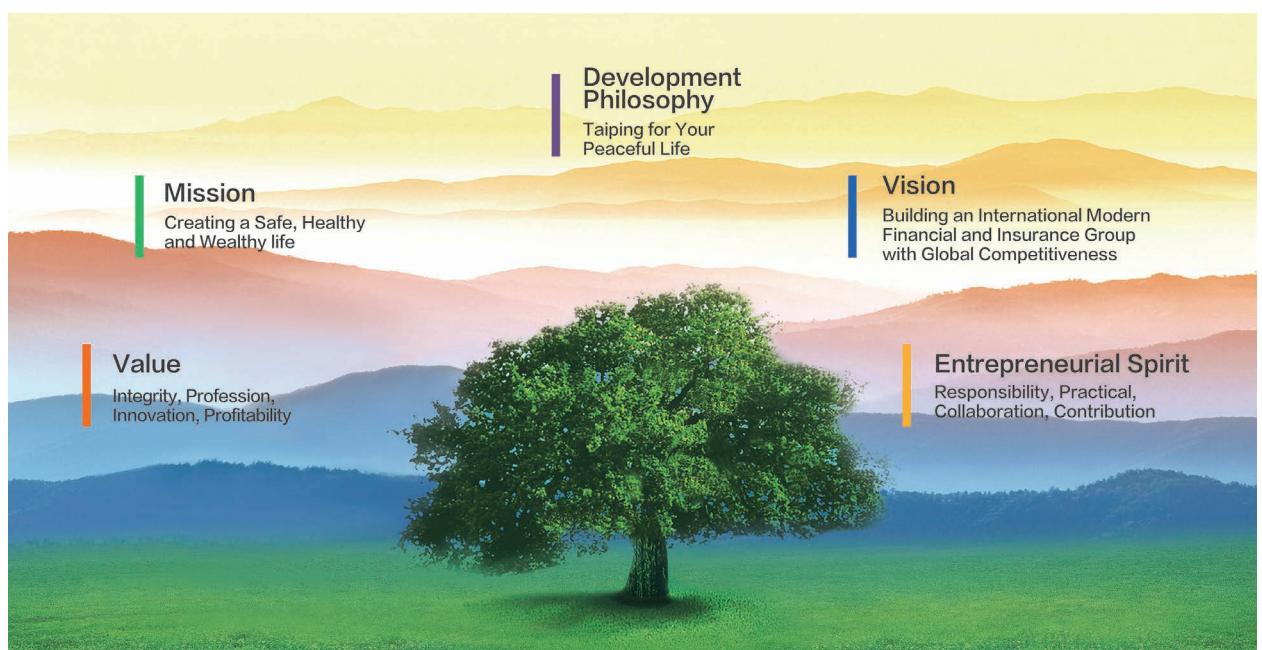 Development
Philosophy
Taiping for Your
Peaceful Life
Mission
Creating a Safe, Healthy
and Wealthy life
Vision
Building an International Modern
Financial and Insurance Group
with Global Competitiveness
Value
Integrity, Profession,
Innovation, Profitability
Entrepreneurial Spirit
Responsibility, Practical,
Collaboration, Contribution